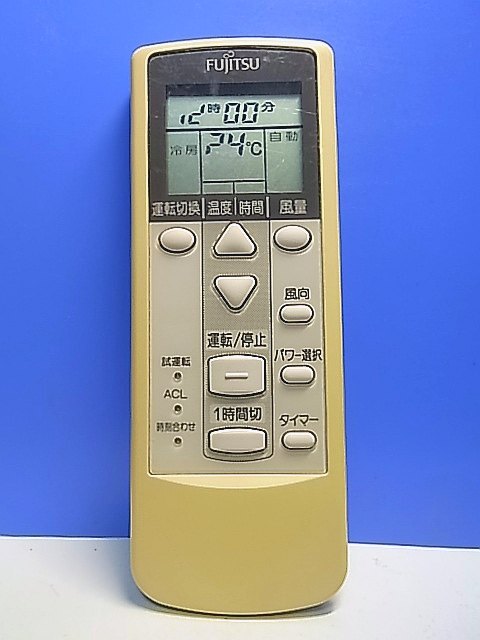 FUJITSU
12時00分
冷房 24℃ 自動
運転切換 温度 時間 風量
風向
運転/停止
試運転 パワー選択
ACL
1時間切
時刻合わせ タイマー